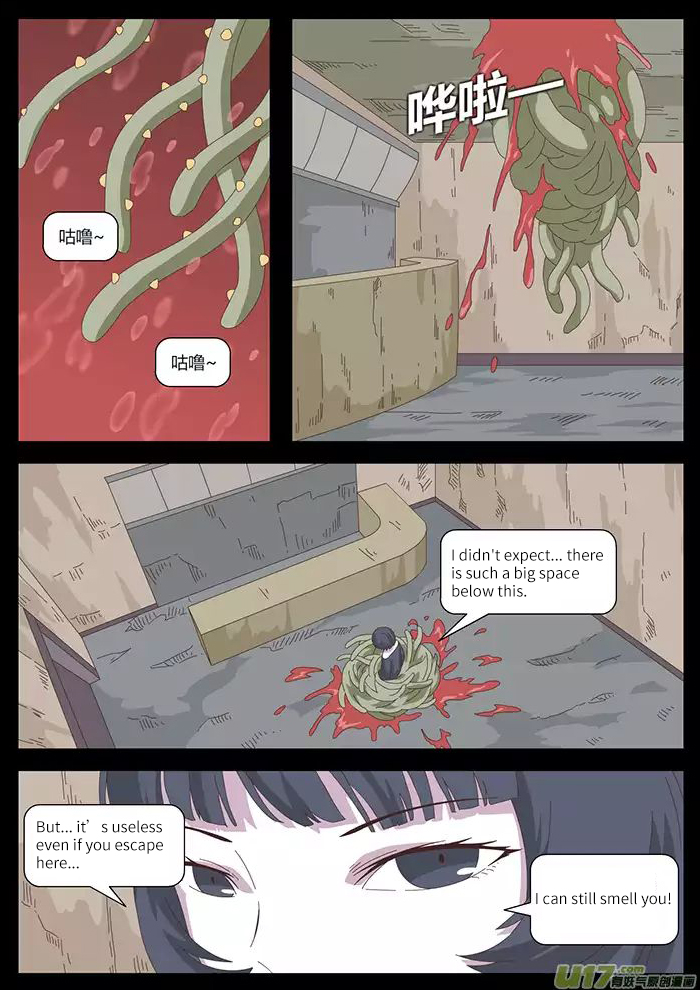 咕噜~
咕噜~
哗啦一
I didn't expect... there
is such a big space
below this.
But... it's useless
even if you escape
here...
I can still smell you!
U17.com
有妖气原创漫画